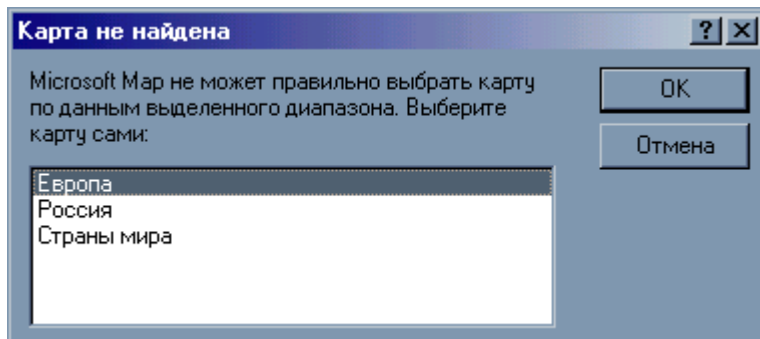 Карта не найдена
Microsoft Map не может правильно выбрать карту
по данным выделенного диапазона. Выберите
карту сами:
OK
Отмена
Европа
Россия
Страны мира